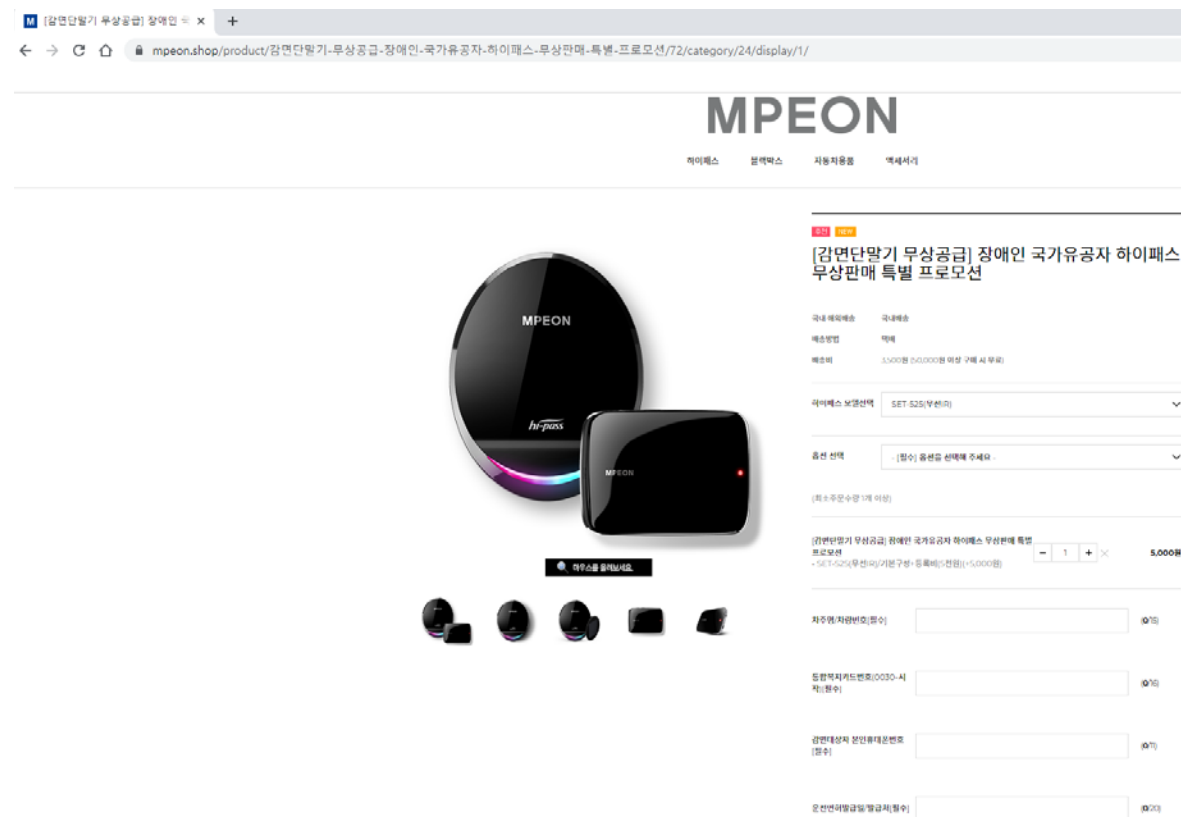 M [감면단말기 무상공급] 장애인 국
mpeon.shop/product/감면단말기-무상공급-장애인-국가유공자-하이패스-무상판매-특별-프로모션/72/category/24/display/1/
MPEON
하이패스 블랙박스 자동차용품 액세서리
추천 NEW
[감면단말기 무상공급] 장애인 국가유공자 하이패스
무상판매 특별 프로모션
국내·해외배송 국내배송
배송방법 택배
배송비 3,500원 (50,000원 이상 구매 시 무료)
하이패스 모델선택 SET-525(무선IR)
옵션 선택 - [필수] 옵션을 선택해 주세요 -
(최소주문수량 1개 이상)
[감면단말기 무상공급] 장애인 국가유공자 하이패스 무상판매 특별
프로모션
- 1 + 5,000원
• SET-525(무선IR)/기본구성+등록비(5천원)(+5,000원)
차주명/차량번호[필수] (0/15)
통합복지카드번호(0030-시
작)[필수] (0/16)
감면대상자 본인휴대폰번호
[필수] (0/11)
운전면허발급일/발급처[필수] (0/20)
MPEON
hi-pass
MPEON
마우스를 올려보세요.